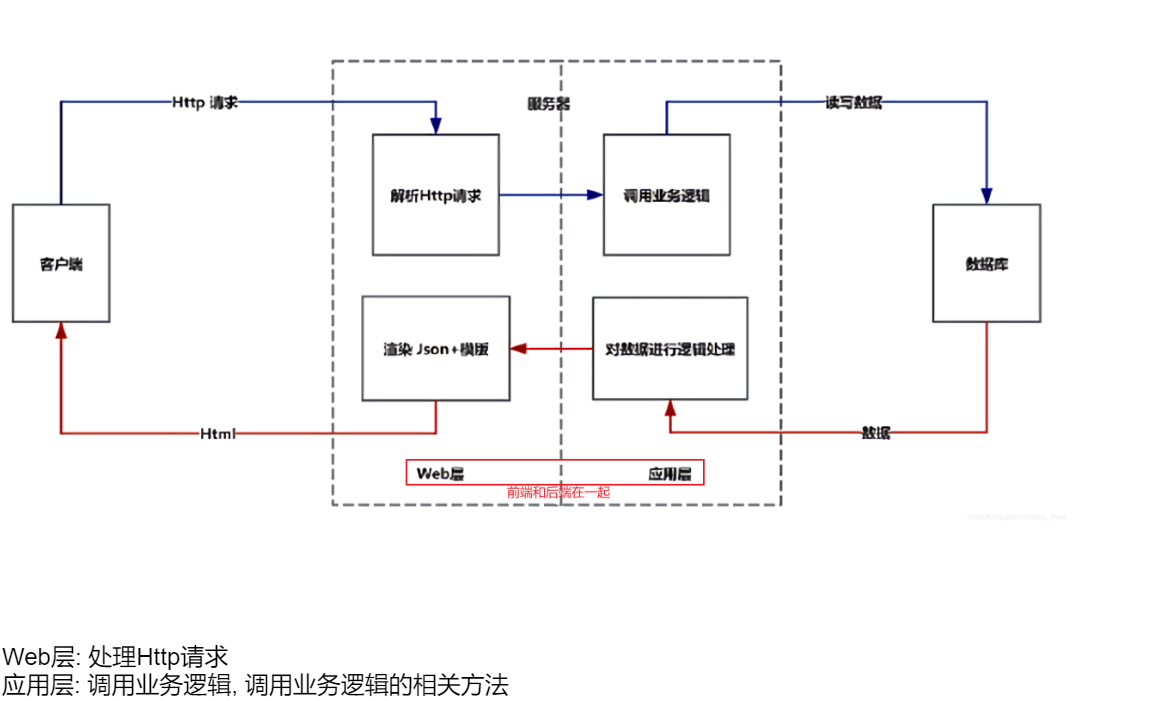 Http 请求
服务器
读写数据
解析Http请求
调用业务逻辑
客户端
数据库
渲染 Json+模版
对数据进行逻辑处理
Html
数据
Web层
应用层
前端和后端在一起
Web层: 处理Http请求
应用层: 调用业务逻辑, 调用业务逻辑的相关方法